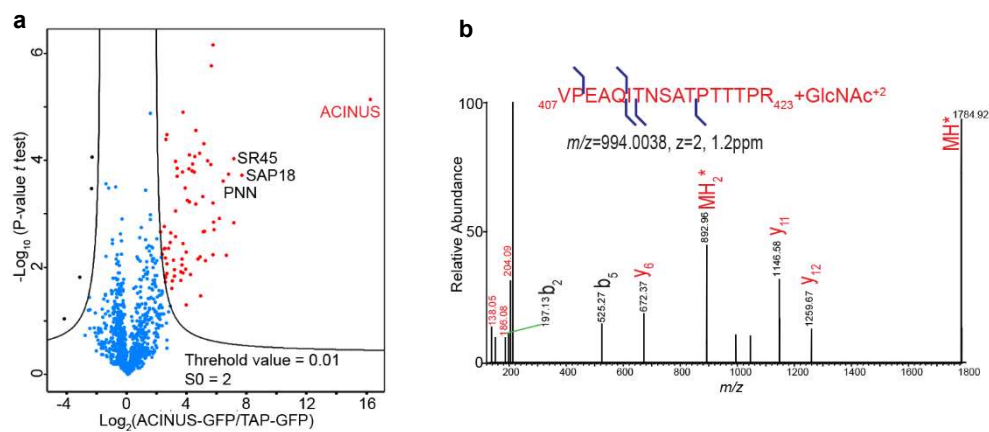 a
-Log10 (P-value t test)
6
4
2
0
-4
0
4
8
12
16
Log2(ACINUS-GFP/TAP-GFP)
ACINUS
SR45
SAP18
PNN
Threhold value = 0.01
S0 = 2
b
407VPEAQITNSATPTTTPR423+GlcNAc+2
m/z=994.0038, z=2, 1.2ppm
Relative Abundance
100
50
0
138.05
186.08
204.09
197.13 b2
525.27 b5
672.37 y6
892.96 MH2*
1146.58 y11
1259.67 y12
MH*
1784.92
200
400
600
800
1000
1200
1400
1600
1800
m/z